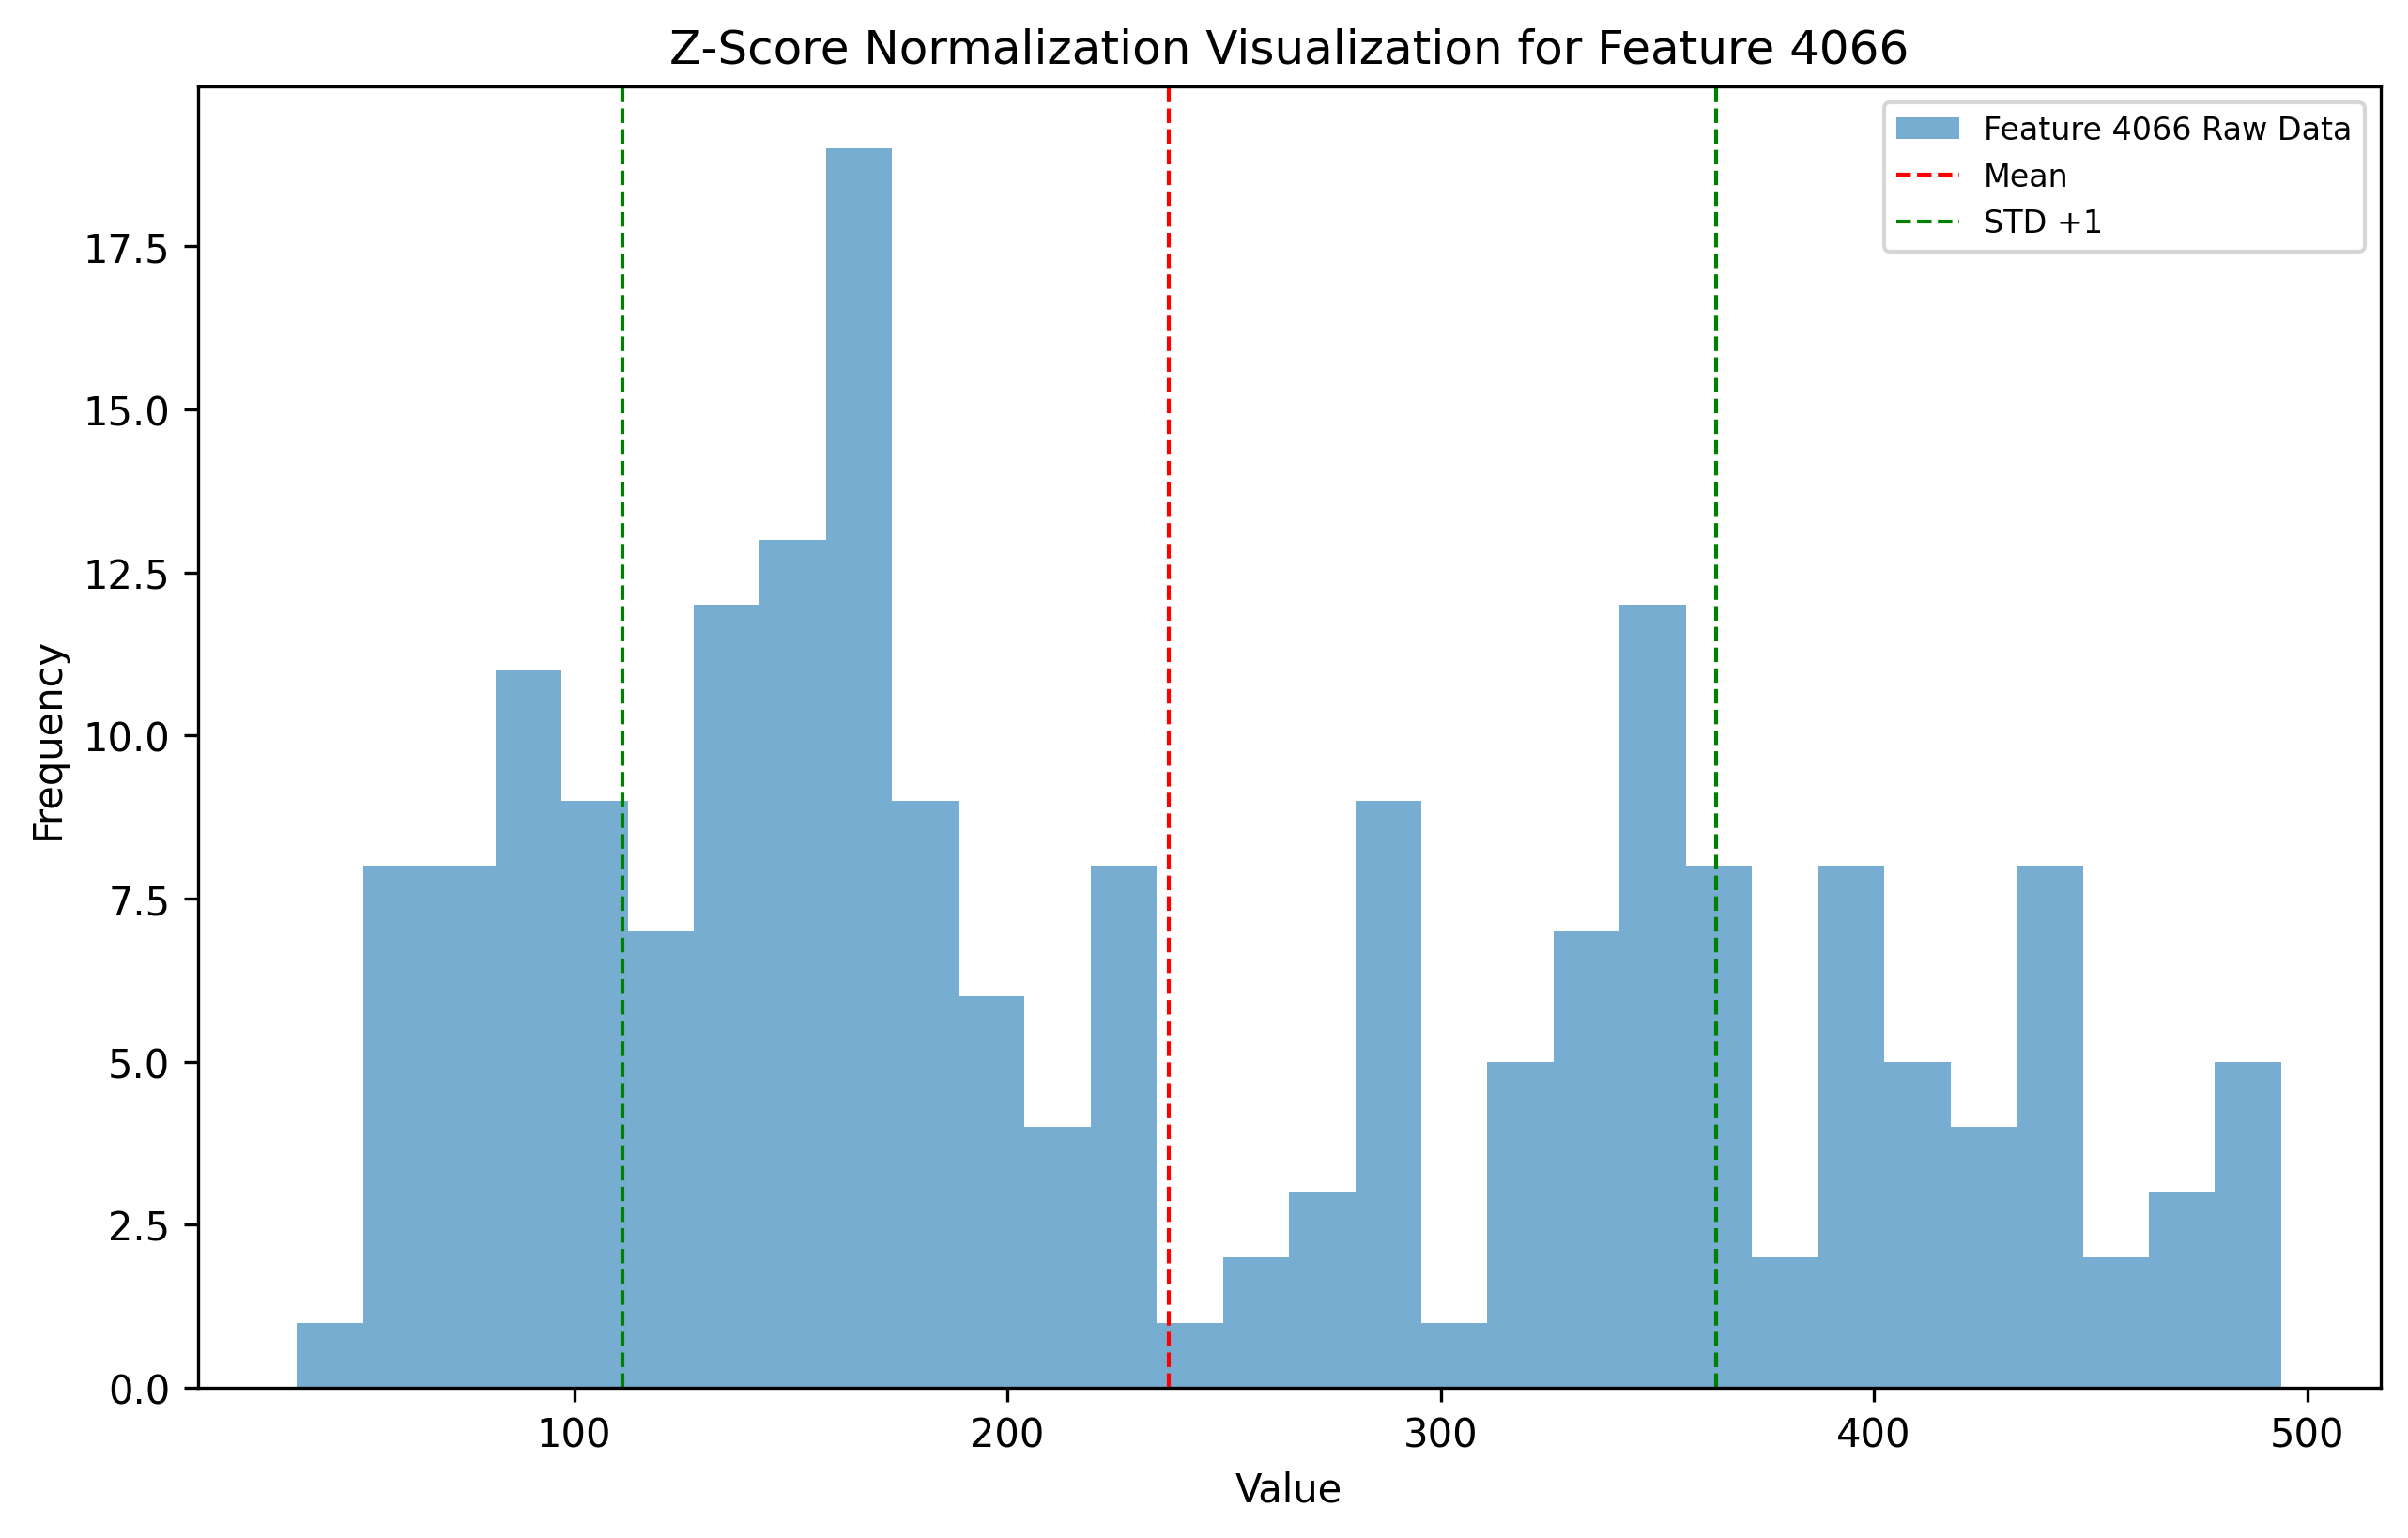 Z-Score Normalization Visualization for Feature 4066
Feature 4066 Raw Data
Mean
STD +1
17.5
15.0
12.5
10.0
7.5
5.0
2.5
0.0
Frequency
100 200 300 400 500
Value